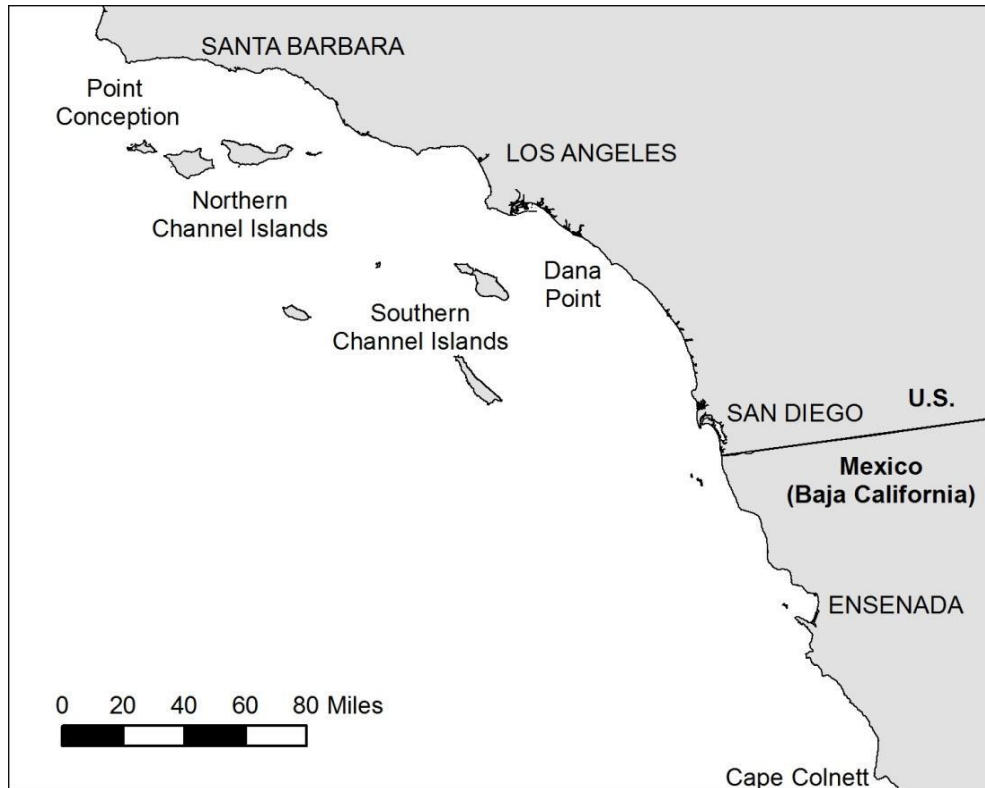 SANTA BARBARA
Point
Conception
LOS ANGELES
Northern
Channel Islands
Dana
Point
Southern
Channel Islands
SAN DIEGO
U.S.
Mexico
(Baja California)
ENSENADA
0 20 40 60 80 Miles
Cape Colnett